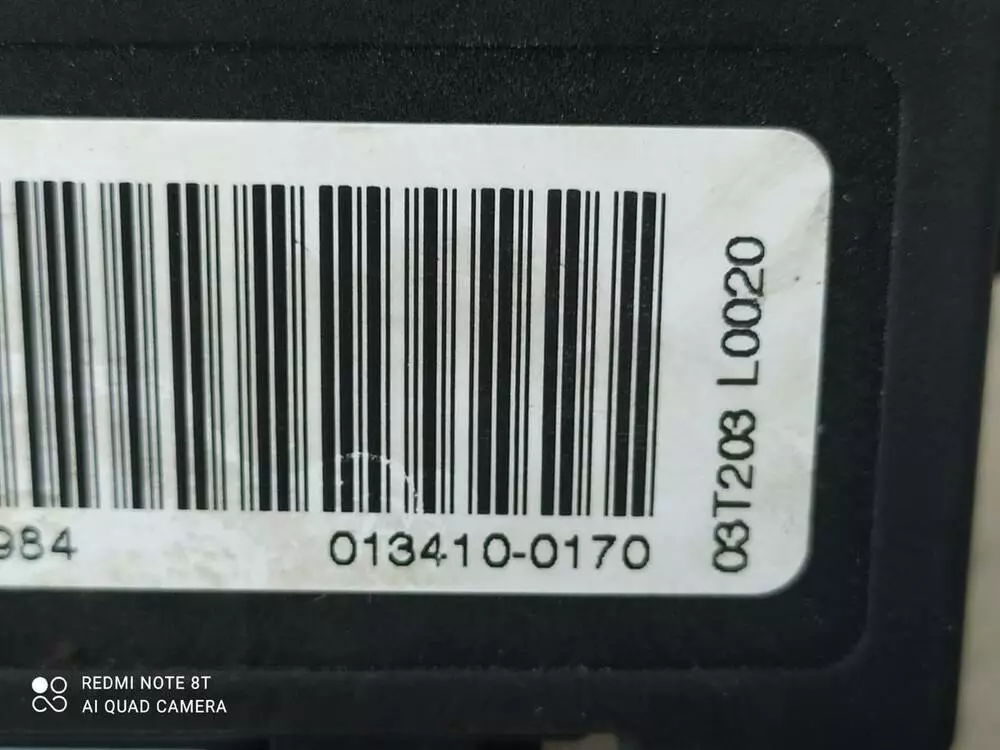 984
013410-0170
03T203 L0020
REDMI NOTE 8T
AI QUAD CAMERA